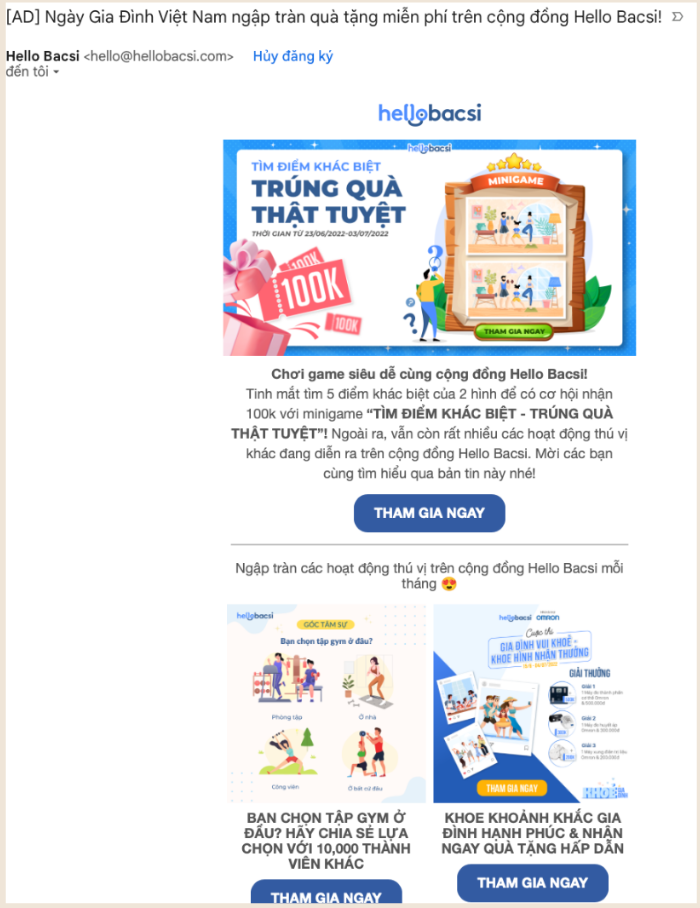 [AD] Ngày Gia Đình Việt Nam ngập tràn quà tặng miễn phí trên cộng đồng Hello Bacsi!
Hello Bacsi <hello@hellobacsi.com> Hủy đăng ký
đến tôi
hellobacsi
hellobacsi
TÌM ĐIỂM KHÁC BIỆT
TRÚNG QUÀ
THẬT TUYỆT
THỜI GIAN TỪ 23/06/2022-03/07/2022
MINIGAME
100K
100K
100K
THAM GIA NGAY
Chơi game siêu dễ cùng cộng đồng Hello Bacsi!
Tinh mắt tìm 5 điểm khác biệt của 2 hình để có cơ hội nhận
100k với minigame “TÌM ĐIỂM KHÁC BIỆT - TRÚNG QUÀ
THẬT TUYỆT”! Ngoài ra, vẫn còn rất nhiều các hoạt động thú vị
khác đang diễn ra trên cộng đồng Hello Bacsi. Mời các bạn
cùng tìm hiểu qua bản tin này nhé!
THAM GIA NGAY
Ngập tràn các hoạt động thú vị trên cộng đồng Hello Bacsi mỗi
tháng 😍
hellobacsi
GÓC TÂM SỰ
Bạn chọn tập gym ở đâu?
Phòng tập
Ở nhà
Công viên
Ở bất cứ đâu
BẠN CHỌN TẬP GYM Ở
ĐÂU? HÃY CHIA SẺ LỰA
CHỌN VỚI 10,000 THÀNH
VIÊN KHÁC
THAM GIA NGAY
hellobacsi OMRON
Cuộc thi
GIA ĐÌNH VUI KHOẺ -
KHOE HÌNH NHẬN THƯỞNG
GIẢI THƯỞNG
Giải 1
Giải 2
Giải 3
THAM GIA NGAY
KHOẺ
KHOE KHOẢNH KHẮC GIA
ĐÌNH HẠNH PHÚC & NHẬN
NGAY QUÀ TẶNG HẤP DẪN
THAM GIA NGAY